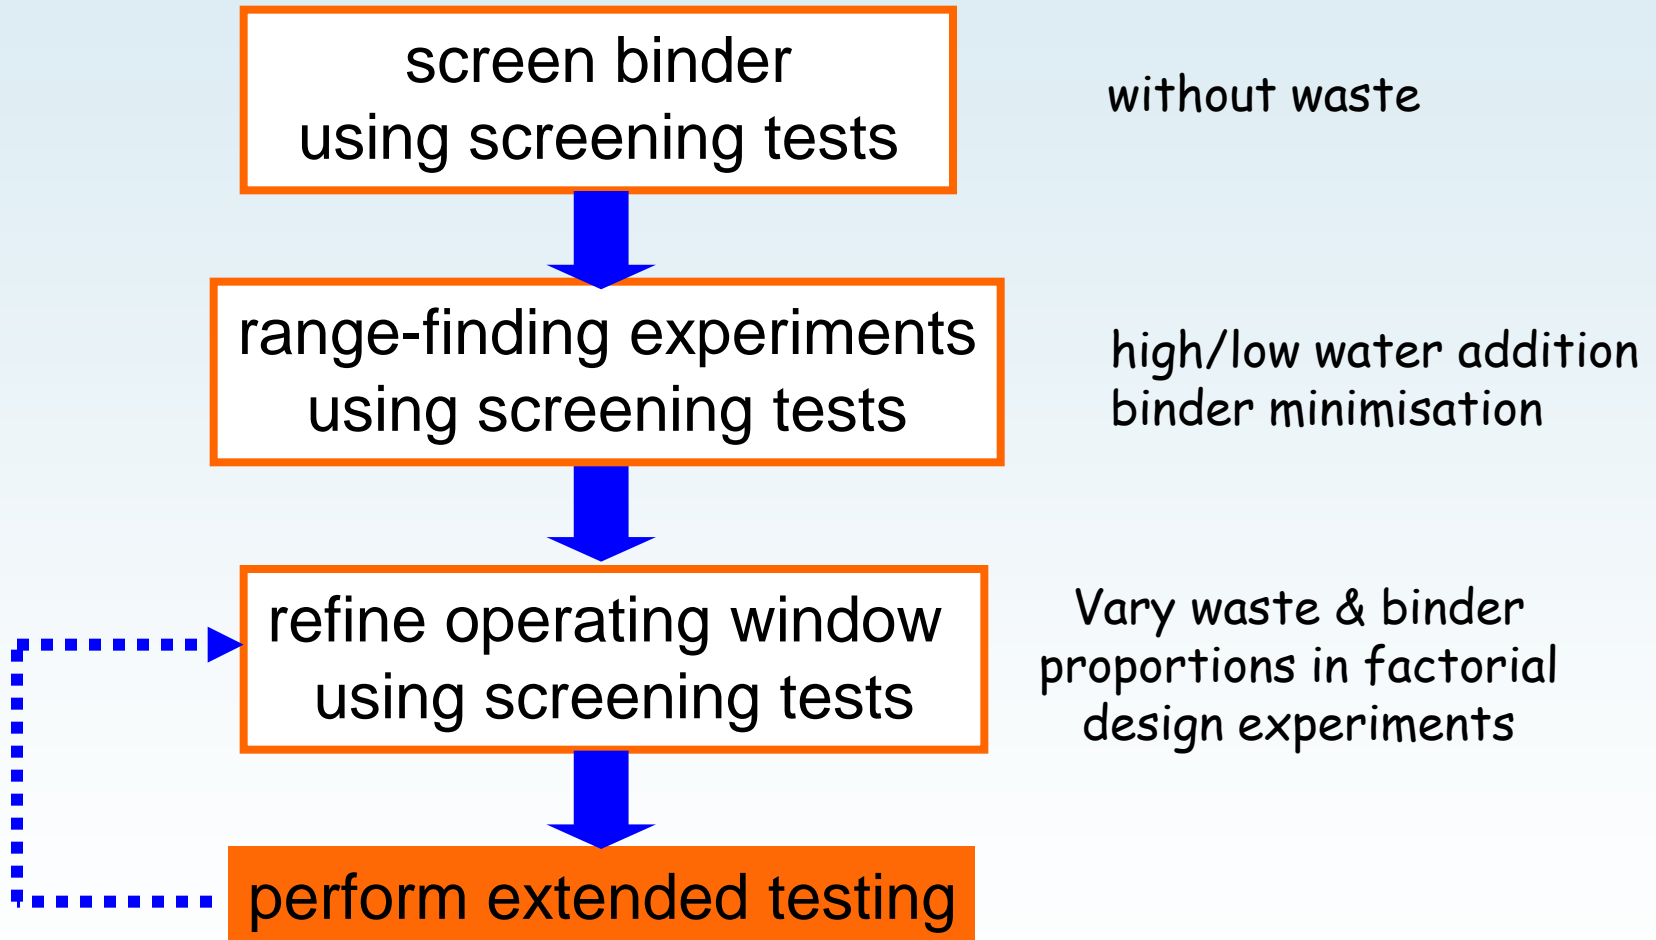 screen binder
using screening tests
without waste
range-finding experiments
using screening tests
high/low water addition
binder minimisation
refine operating window
using screening tests
Vary waste & binder
proportions in factorial
design experiments
perform extended testing